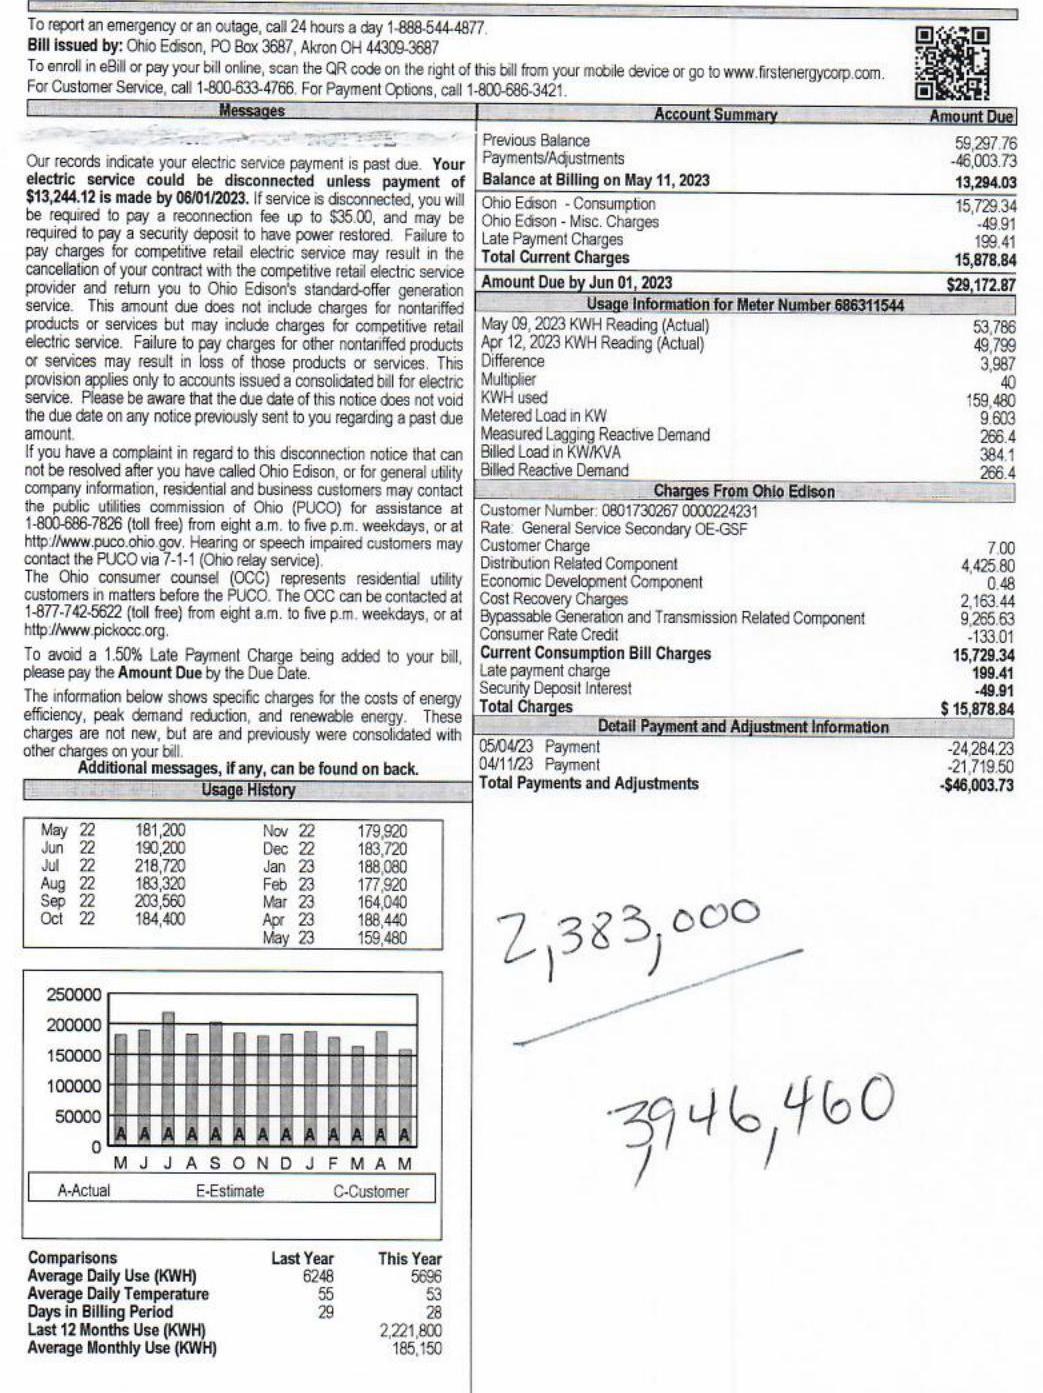 To report an emergency or an outage, call 24 hours a day 1-888-544-4877.
Bill issued by: Ohio Edison, PO Box 3687, Akron OH 44309-3687
To enroll in eBill or pay your bill online, scan the QR code on the right of this bill from your mobile device or go to www.firstenergycorp.com.
For Customer Service, call 1-800-633-4766. For Payment Options, call 1-800-686-3421.
Messages
Our records indicate your electric service payment is past due. Your
electric service could be disconnected unless payment of
$13,244.12 is made by 06/01/2023. If service is disconnected, you will
be required to pay a reconnection fee up to $35.00, and may be
required to pay a security deposit to have power restored. Failure to
pay charges for competitive retail electric service may result in the
cancellation of your contract with the competitive retail electric service
provider and return you to Ohio Edison's standard-offer generation
service. This amount due does not include charges for nontariffed
products or services but may include charges for competitive retail
electric service. Failure to pay charges for other nontariffed products
or services may result in loss of those products or services. This
provision applies only to accounts issued a consolidated bill for electric
service. Please be aware that the due date of this notice does not void
the due date on any notice previously sent to you regarding a past due
amount.
If you have a complaint in regard to this disconnection notice that can
not be resolved after you have called Ohio Edison, or for general utility
company information, residential and business customers may contact
the public utilities commission of Ohio (PUCO) for assistance at
1-800-686-7826 (toll free) from eight a.m. to five p.m. weekdays, or at
http://www.puco.ohio.gov. Hearing or speech impaired customers may
contact the PUCO via 7-1-1 (Ohio relay service).
The Ohio consumer counsel (OCC) represents residential utility
customers in matters before the PUCO. The OCC can be contacted at
1-877-742-5622 (toll free) from eight a.m. to five p.m. weekdays, or at
http://www.pickocc.org.
To avoid a 1.50% Late Payment Charge being added to your bill,
please pay the Amount Due by the Due Date.
The information below shows specific charges for the costs of energy
efficiency, peak demand reduction, and renewable energy. These
charges are not new, but are and previously were consolidated with
other charges on your bill.
Additional messages, if any, can be found on back.
Usage History
May 22 181,200 Nov 22 179,920
Jun 22 190,200 Dec 22 183,720
Jul 22 218,720 Jan 23 188,080
Aug 22 183,320 Feb 23 177,920
Sep 22 203,560 Mar 23 164,040
Oct 22 184,400 Apr 23 188,440
May 23 159,480
250000
200000
150000
100000
50000
0
A A A A A A A A A A A A A
M J J A S O N D J F M A M
A-Actual E-Estimate C-Customer
Comparisons Last Year This Year
Average Daily Use (KWH) 6248 5696
Average Daily Temperature 55 53
Days in Billing Period 29 28
Last 12 Months Use (KWH) 2,221,800
Average Monthly Use (KWH) 185,150
Account Summary Amount Due
Previous Balance 59,297.76
Payments/Adjustments -46,003.73
Balance at Billing on May 11, 2023 13,294.03
Ohio Edison - Consumption 15,729.34
Ohio Edison - Misc. Charges -49.91
Late Payment Charges 199.41
Total Current Charges 15,878.84
Amount Due by Jun 01, 2023 $29,172.87
Usage Information for Meter Number 686311544
May 09, 2023 KWH Reading (Actual) 53,786
Apr 12, 2023 KWH Reading (Actual) 49,799
Difference 3,987
Multiplier 40
KWH used 159,480
Metered Load in KW 9.603
Measured Lagging Reactive Demand 266.4
Billed Load in KW/KVA 384.1
Billed Reactive Demand 266.4
Charges From Ohio Edison
Customer Number: 0801730267 0000224231
Rate: General Service Secondary OE-GSF
Customer Charge 7.00
Distribution Related Component 4,425.80
Economic Development Component 0.48
Cost Recovery Charges 2,163.44
Bypassable Generation and Transmission Related Component 9,265.63
Consumer Rate Credit -133.01
Current Consumption Bill Charges 15,729.34
Late payment charge 199.41
Security Deposit Interest -49.91
Total Charges $ 15,878.84
Detail Payment and Adjustment Information
05/04/23 Payment -24,284.23
04/11/23 Payment -21,719.50
Total Payments and Adjustments -$46,003.73
2,383,000
3,946,460